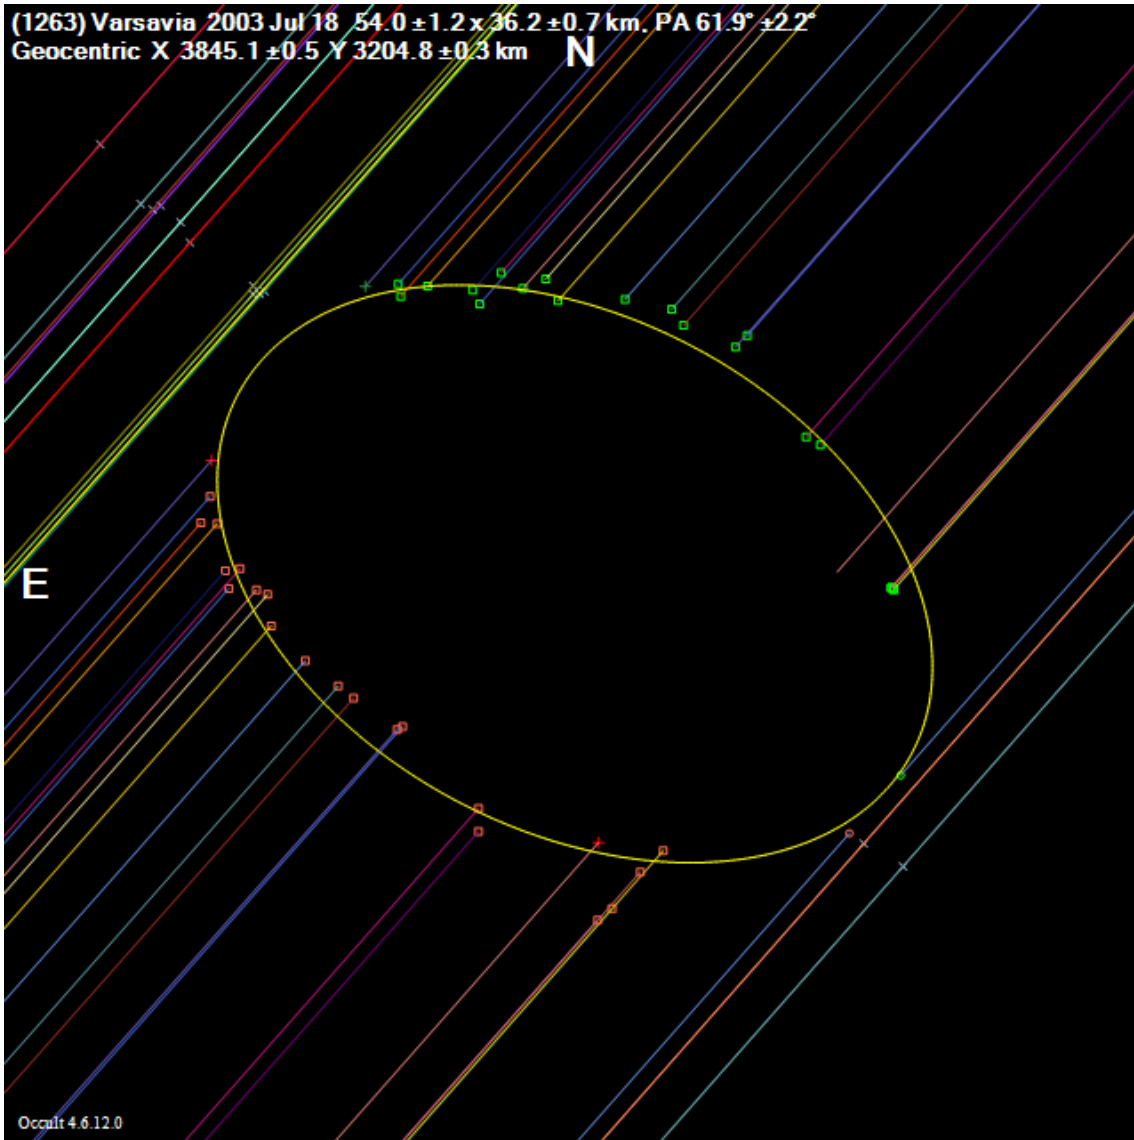 (1263) Varsavia 2003 Jul 18 54.0 ±1.2 x 36.2 ±0.7 km, PA 61.9° ±2.2°
Geocentric X 3845.1 ±0.5 Y 3204.8 ±0.3 km
N
E
Occult 4.6.12.0